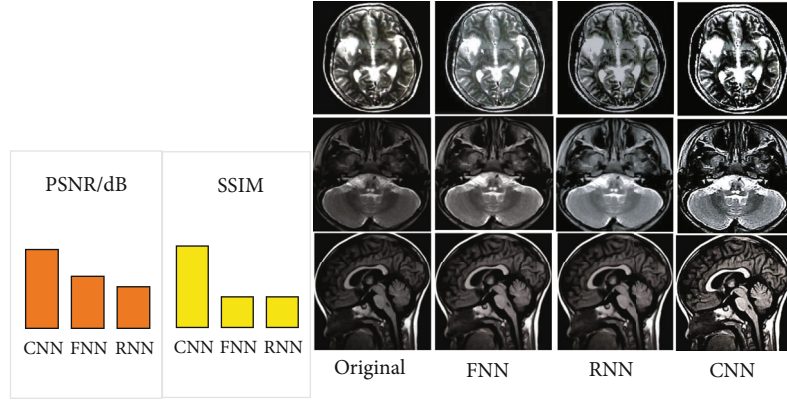 PSNR/dB
CNN FNN RNN
SSIM
CNN FNN RNN
Original FNN RNN CNN